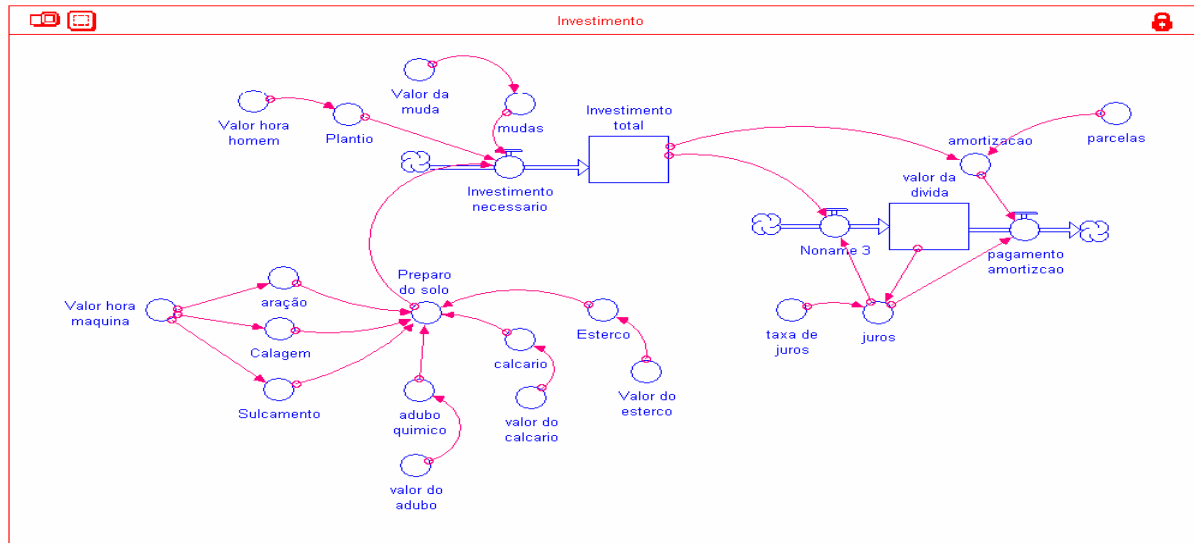 Investimento
Valor da
muda
Valor hora
homem
Plantio
mudas
Investimento
total
Investimento
necessario
amortizacao
parcelas
valor da
divida
Noname 3
pagamento
amortizcao
taxa de
juros
juros
Preparo
do solo
Valor hora
maquina
aração
Calagem
Sulcamento
adubo
quimico
valor do
adubo
calcario
valor do
calcario
Esterco
Valor do
esterco